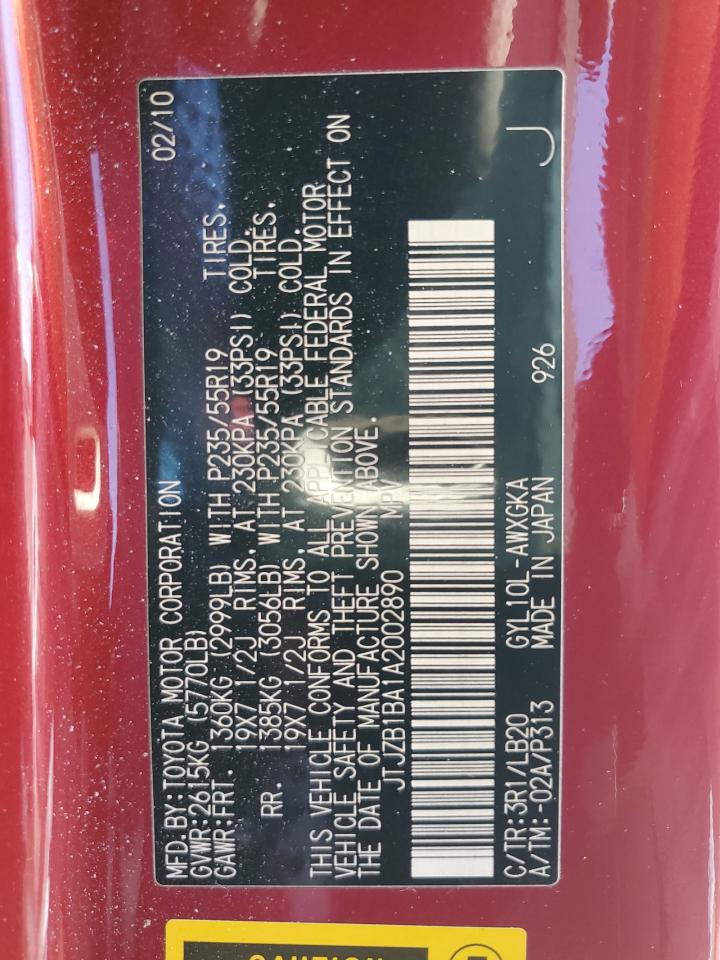 MFD.BY:TOYOTA MOTOR CORPORATION 02/10
GVWR:2615KG (5770LB)
GAWR:FRT. 1360KG (2999LB) WITH P235/55R19 TIRES.
19X7 1/2J RIMS, AT 230KPA (33PSI) COLD.
RR. 1385KG (3056LB) WITH P235/55R19 TIRES.
19X7 1/2J RIMS, AT 230KPA (33PSI) COLD.
THIS VEHICLE CONFORMS TO ALL APPLICABLE FEDERAL MOTOR
VEHICLE SAFETY AND THEFT PREVENTION STANDARDS IN EFFECT ON
THE DATE OF MANUFACTURE SHOWN ABOVE.
JTJZB1BA1A2002890 MPV
C/TR:3R1/LB20 GYL10L-AWXGKA J
A/TM:-02A/P313 MADE IN JAPAN 926
CAUTION